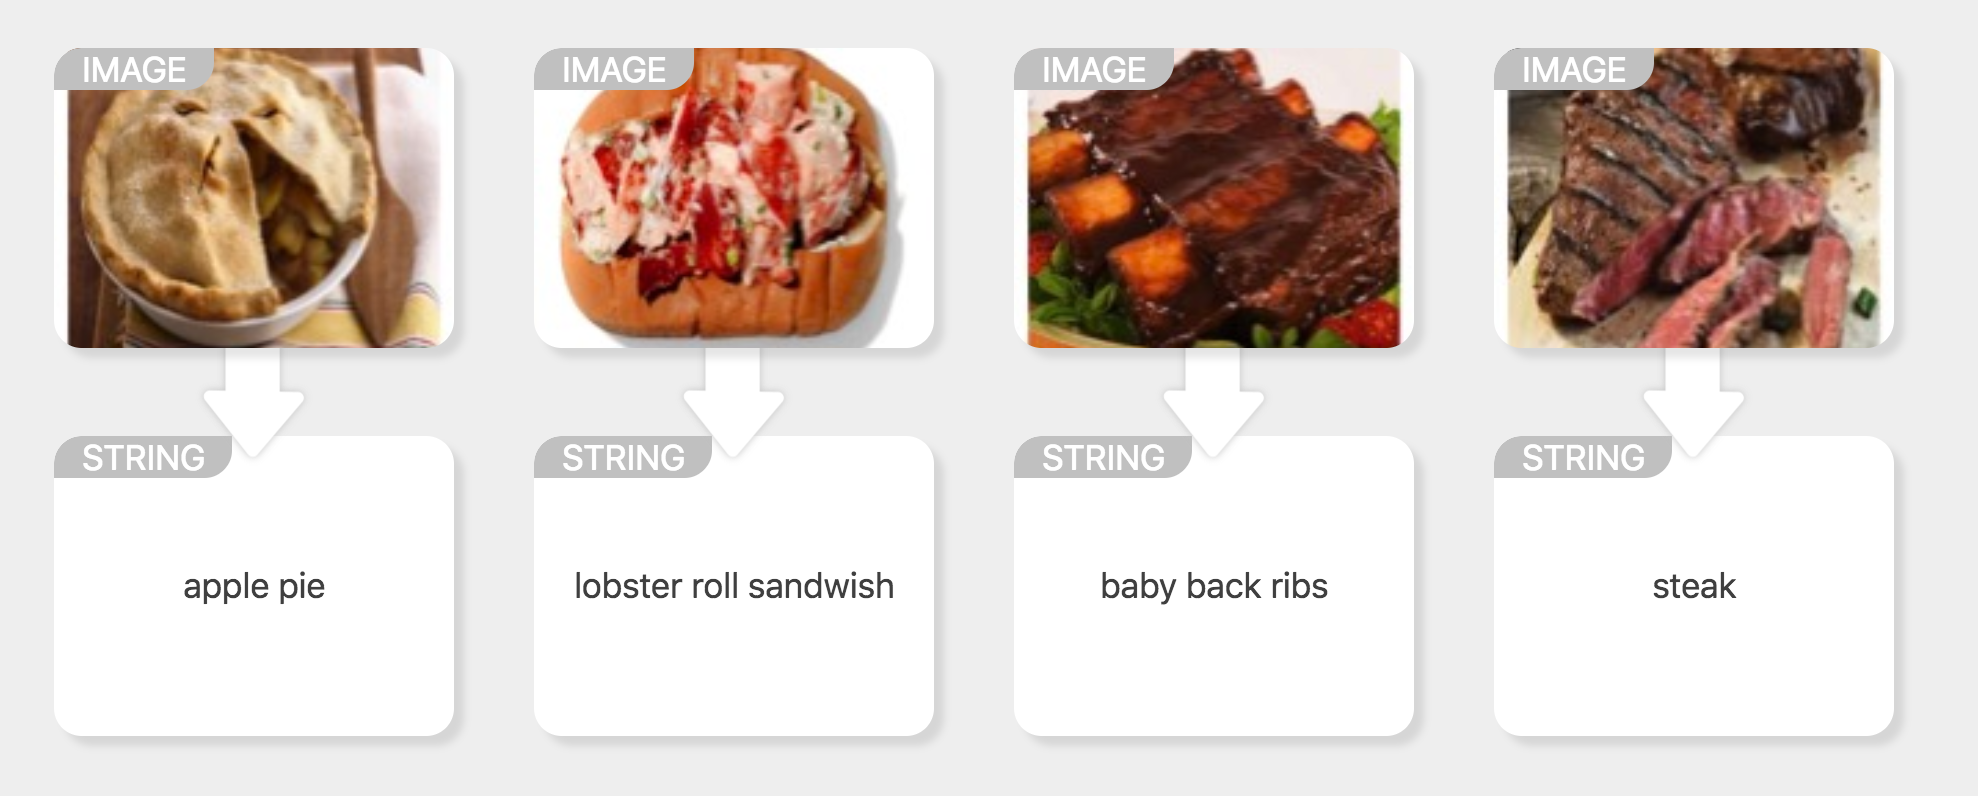 IMAGE IMAGE IMAGE IMAGE
STRING STRING STRING STRING
apple pie lobster roll sandwish baby back ribs steak